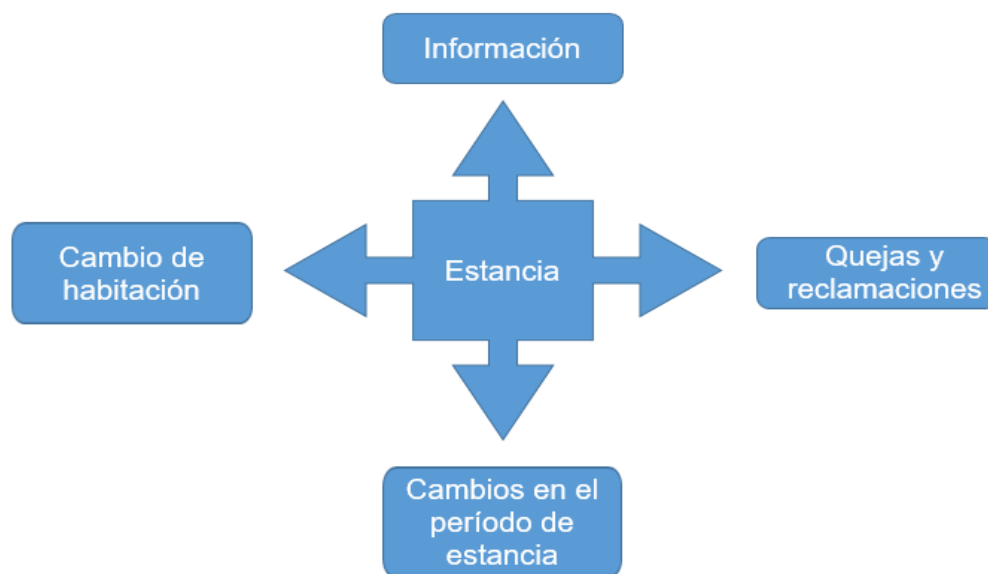 Información
Cambio de
habitación
Estancia
Quejas y
reclamaciones
Cambios en el
período de
estancia